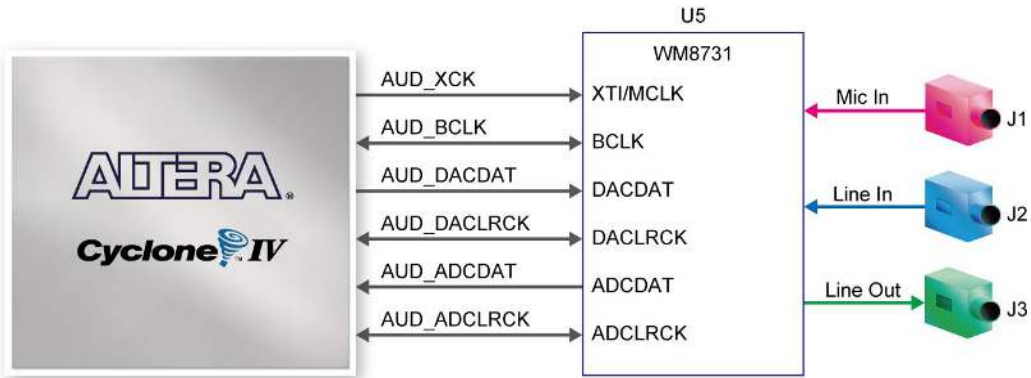 U5
WM8731
ALTERA®
Cyclone™ IV
AUD_XCK
XTI/MCLK
AUD_BCLK
BCLK
AUD_DACDAT
DACDAT
AUD_DACLRCK
DACLRCK
AUD_ADCDAT
ADCDAT
AUD_ADCLRCK
ADCLRCK
Mic In
J1
Line In
J2
Line Out
J3